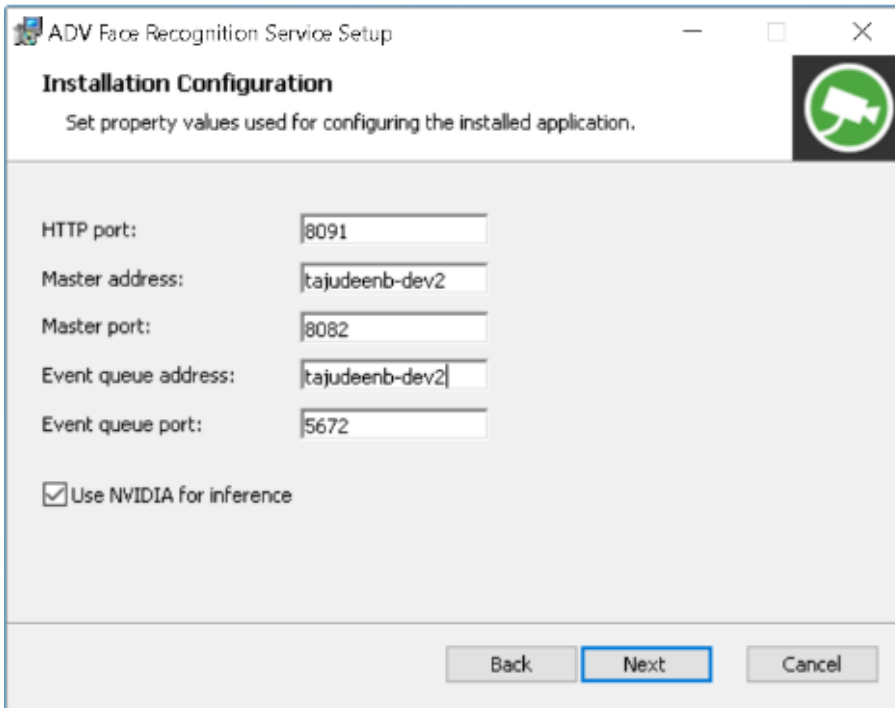 ADV Face Recognition Service Setup
Installation Configuration
Set property values used for configuring the installed application.
HTTP port: 8091
Master address: tajudeenb-dev2
Master port: 8082
Event queue address: tajudeenb-dev2
Event queue port: 5672
Use NVIDIA for inference
Back Next Cancel